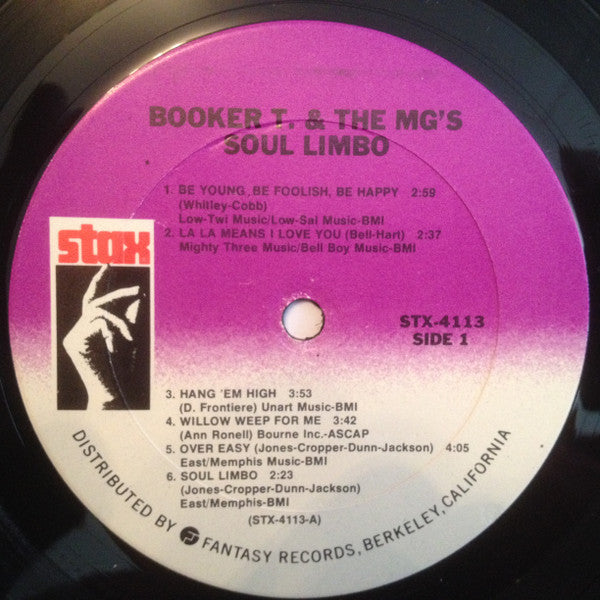 BOOKER T. & THE MG'S
SOUL LIMBO
1. BE YOUNG, BE FOOLISH, BE HAPPY 2:59
(Whitley-Cobb)
Low-Twi Music/Low-Sal Music-BMI
2. LA LA MEANS I LOVE YOU (Bell-Hart) 2:37
Mighty Three Music/Bell Boy Music-BMI
stax
STX-4113
SIDE 1
3. HANG 'EM HIGH 3:53
(D. Frontiere) Unart Music-BMI
4. WILLOW WEEP FOR ME 3:42
(Ann Ronell) Bourne Inc.-ASCAP
5. OVER EASY (Jones-Cropper-Dunn-Jackson) 4:05
East/Memphis Music-BMI
6. SOUL LIMBO 2:23
(Jones-Cropper-Dunn-Jackson)
East/Memphis-BMI
(STX-4113-A)
DISTRIBUTED BY FANTASY RECORDS, BERKELEY, CALIFORNIA